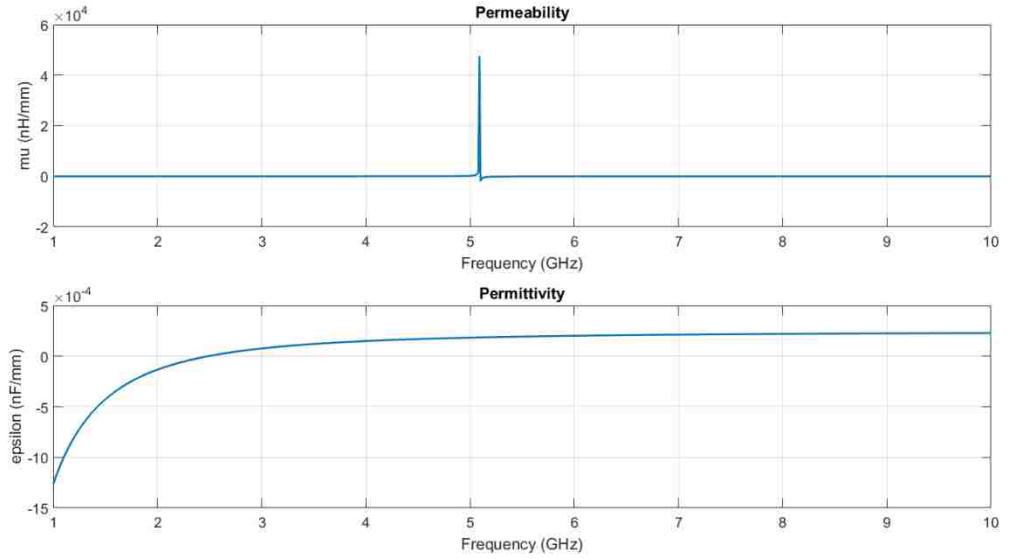 Permeability
×10^4
6
4
2
0
-2
mu (nH/mm)
1 2 3 4 5 6 7 8 9 10
Frequency (GHz)
Permittivity
×10^-4
5
0
-5
-10
-15
epsilon (nF/mm)
1 2 3 4 5 6 7 8 9 10
Frequency (GHz)